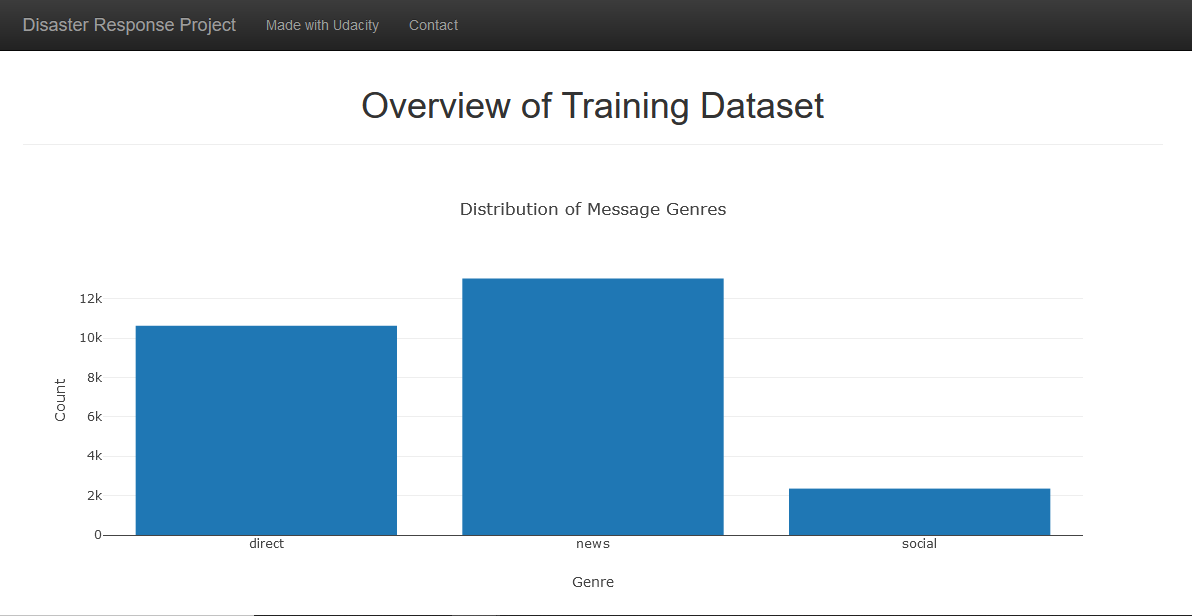 Disaster Response Project Made with Udacity Contact
Overview of Training Dataset
Distribution of Message Genres
12k
10k
8k
6k
4k
2k
0
Count
direct news social
Genre